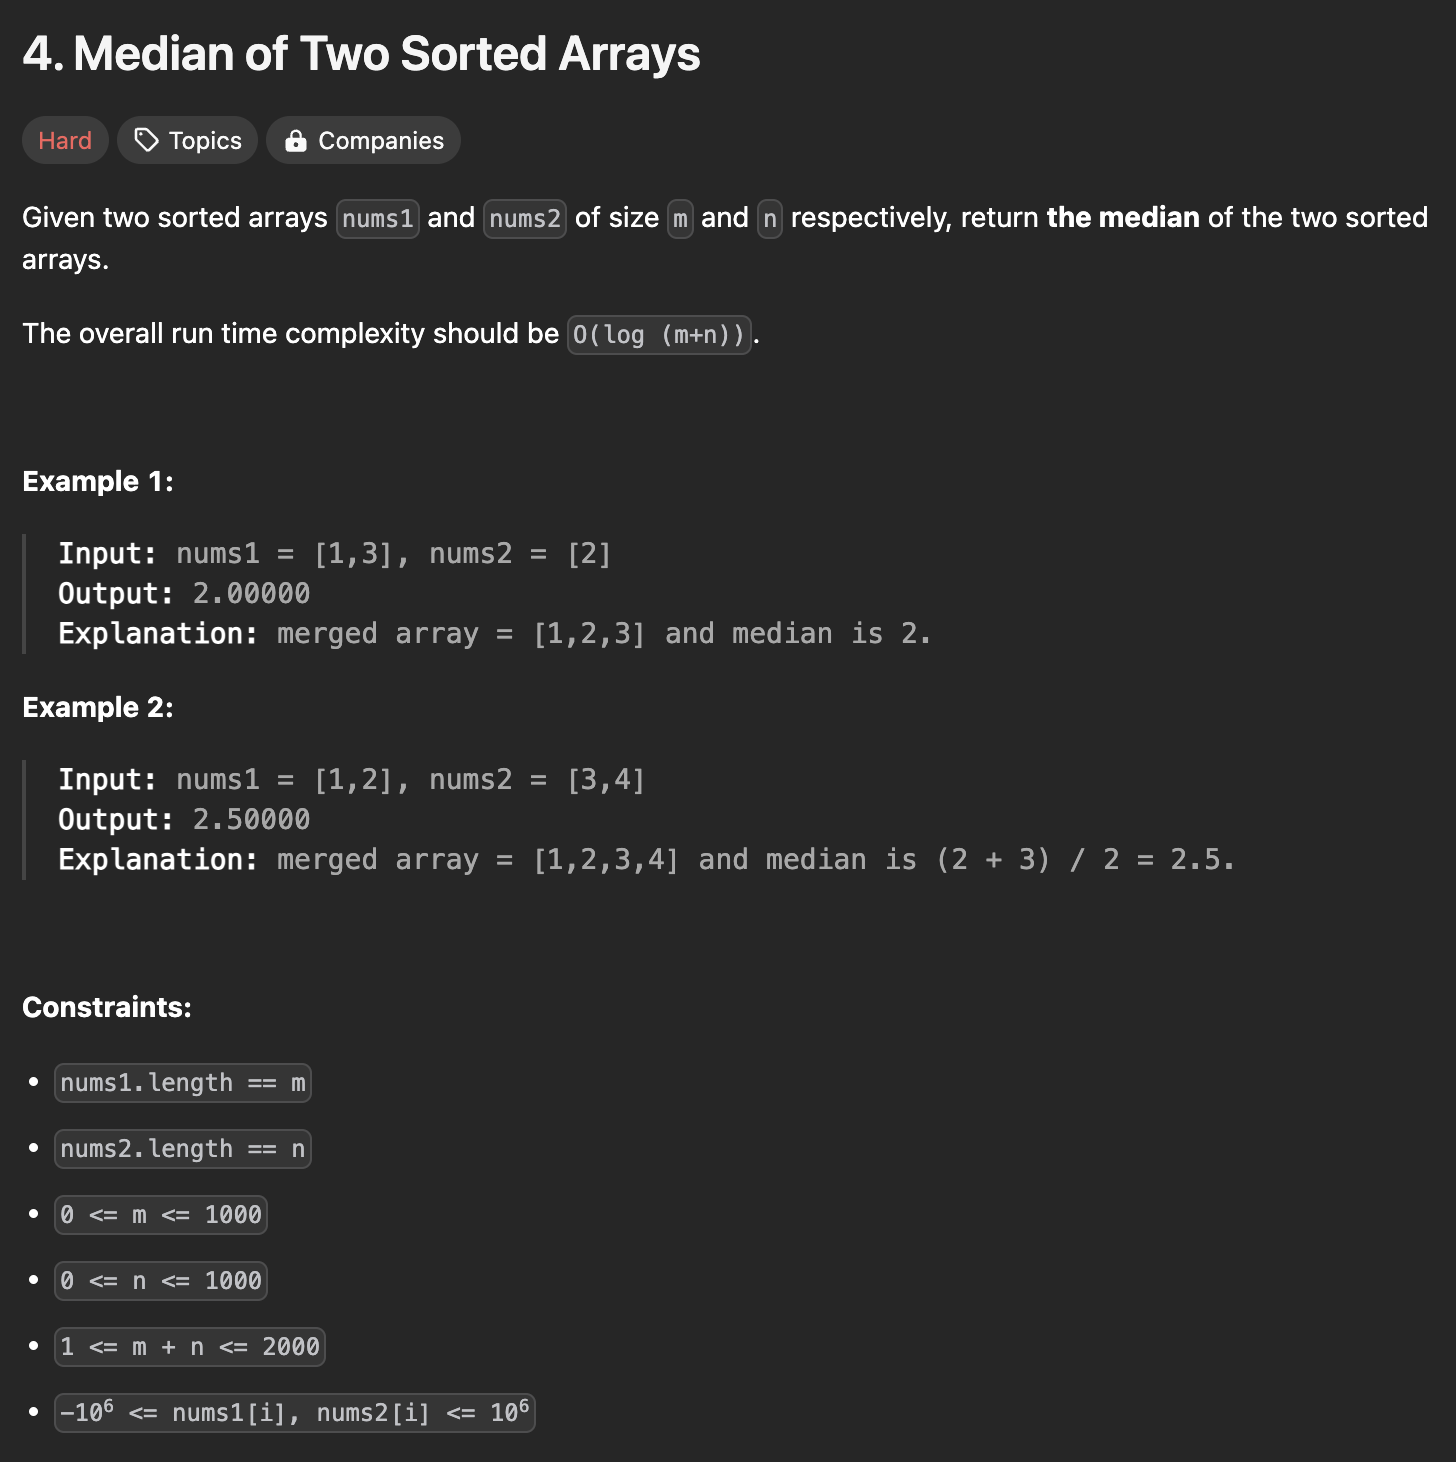 4. Median of Two Sorted Arrays
Hard Topics Companies
Given two sorted arrays nums1 and nums2 of size m and n respectively, return the median of the two sorted
arrays.
The overall run time complexity should be O(log (m+n)).
Example 1:
Input: nums1 = [1,3], nums2 = [2]
Output: 2.00000
Explanation: merged array = [1,2,3] and median is 2.
Example 2:
Input: nums1 = [1,2], nums2 = [3,4]
Output: 2.50000
Explanation: merged array = [1,2,3,4] and median is (2 + 3) / 2 = 2.5.
Constraints:
• nums1.length == m
• nums2.length == n
• 0 <= m <= 1000
• 0 <= n <= 1000
• 1 <= m + n <= 2000
• -10⁶ <= nums1[i], nums2[i] <= 10⁶